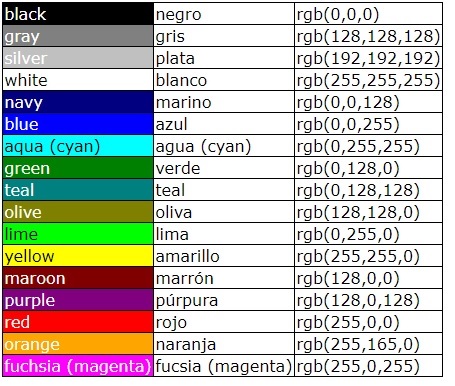 black negro rgb(0,0,0)
gray gris rgb(128,128,128)
silver plata rgb(192,192,192)
white blanco rgb(255,255,255)
navy marino rgb(0,0,128)
blue azul rgb(0,0,255)
aqua (cyan) agua (cyan) rgb(0,255,255)
green verde rgb(0,128,0)
teal teal rgb(0,128,128)
olive oliva rgb(128,128,0)
lime lima rgb(0,255,0)
yellow amarillo rgb(255,255,0)
maroon marrón rgb(128,0,0)
purple púrpura rgb(128,0,128)
red rojo rgb(255,0,0)
orange naranja rgb(255,165,0)
fuchsia (magenta) fucsia (magenta) rgb(255,0,255)